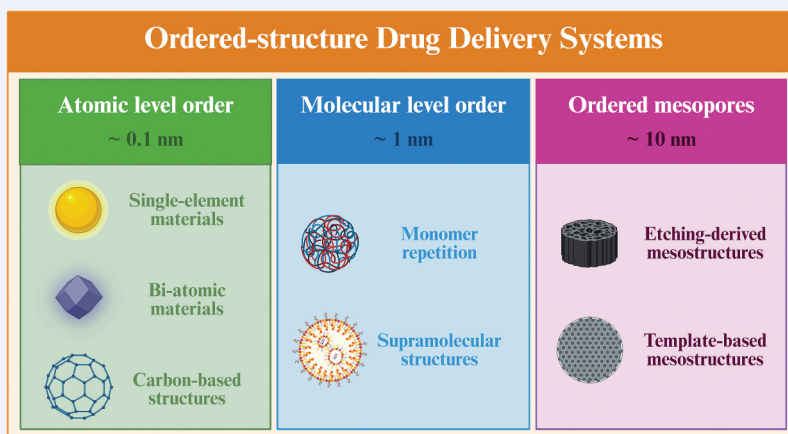 Ordered-structure Drug Delivery Systems
Atomic level order
~ 0.1 nm
Single-element
materials
Bi-atomic
materials
Carbon-based
structures
Molecular level order
~ 1 nm
Monomer
repetition
Supramolecular
structures
Ordered mesopores
~ 10 nm
Etching-derived
mesostructures
Template-based
mesostructures